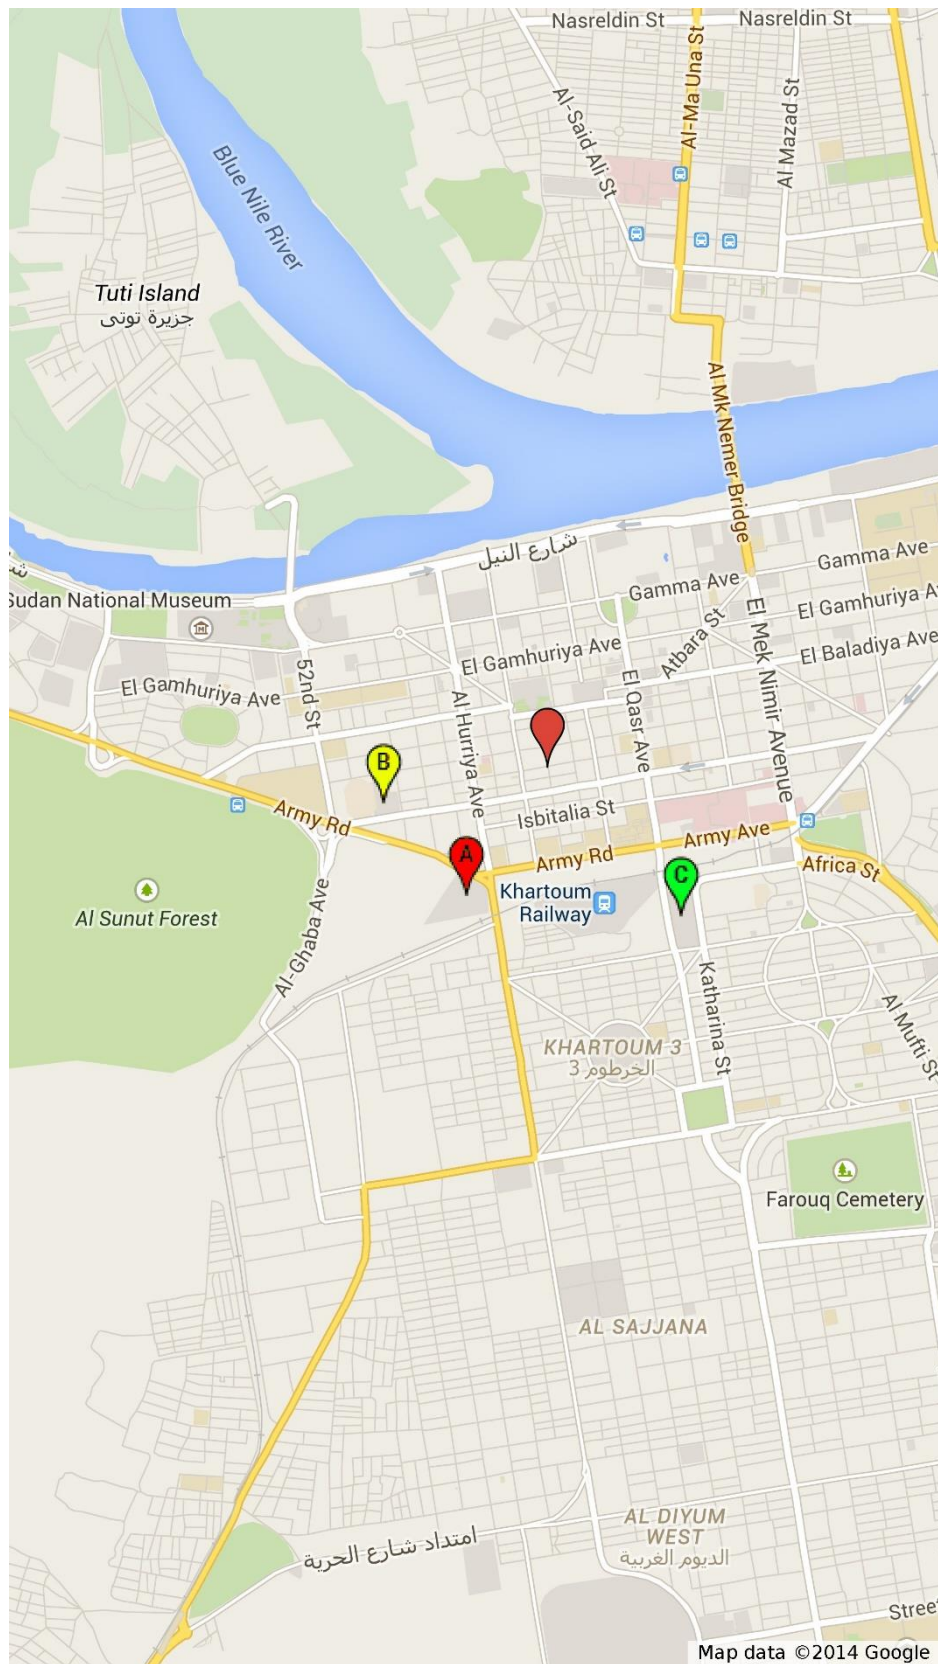 Nasreldin St
Nasreldin St
Al-Ma Una St
Al-Said Ali St
Al Mazad St
Blue Nile River
Tuti Island
جزيرة توتي
Al Mk Nemer Bridge
شارع النيل
Gamma Ave
Gamma Ave
Sudan National Museum
El Gamhuriya A
Atbara St
El Baladiya Ave
El Gamhuriya Ave
El Gamhuriya Ave
52nd St
Al Hurriya Ave
El Qasr Ave
El Mek Nimir Avenue
B
Isbitalia St
Army Rd
Army Ave
A
Army Rd
Africa St
C
Khartoum
Railway
Al Sunut Forest
Al-Ghaba Ave
Katharina St
Al Mufti St
KHARTOUM 3
الخرطوم 3
Farouq Cemetery
AL SAJJANA
AL DIYUM
WEST
الديوم الغربية
امتداد شارع الحرية
Street
Map data ©2014 Google